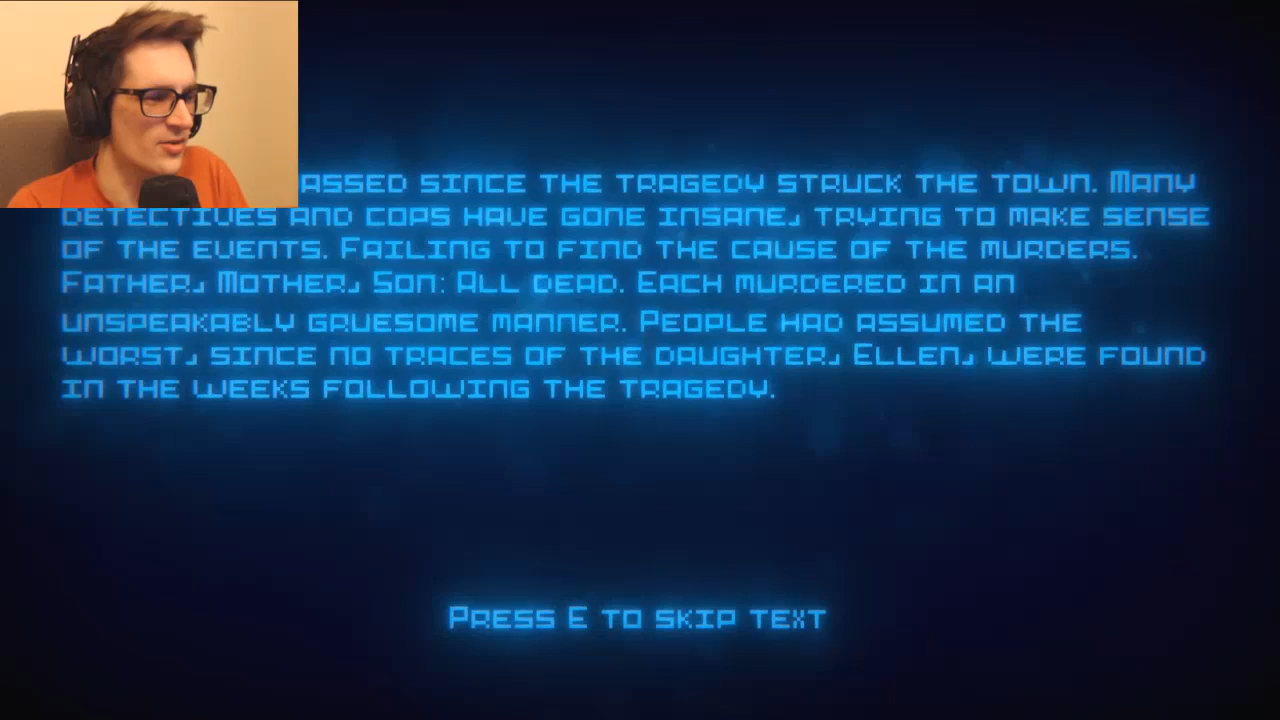 ASSED SINCE THE TRAGEDY STRUCK THE TOWN. MANY
DETECTIVES AND COPS HAVE GONE INSANE, TRYING TO MAKE SENSE
OF THE EVENTS. FAILING TO FIND THE CAUSE OF THE MURDERS.
FATHER, MOTHER, SON: ALL DEAD. EACH MURDERED IN AN
UNSPEAKABLY GRUESOME MANNER. PEOPLE HAD ASSUMED THE
WORST, SINCE NO TRACES OF THE DAUGHTER, ELLEN, WERE FOUND
IN THE WEEKS FOLLOWING THE TRAGEDY.
PRESS E TO SKIP TEXT